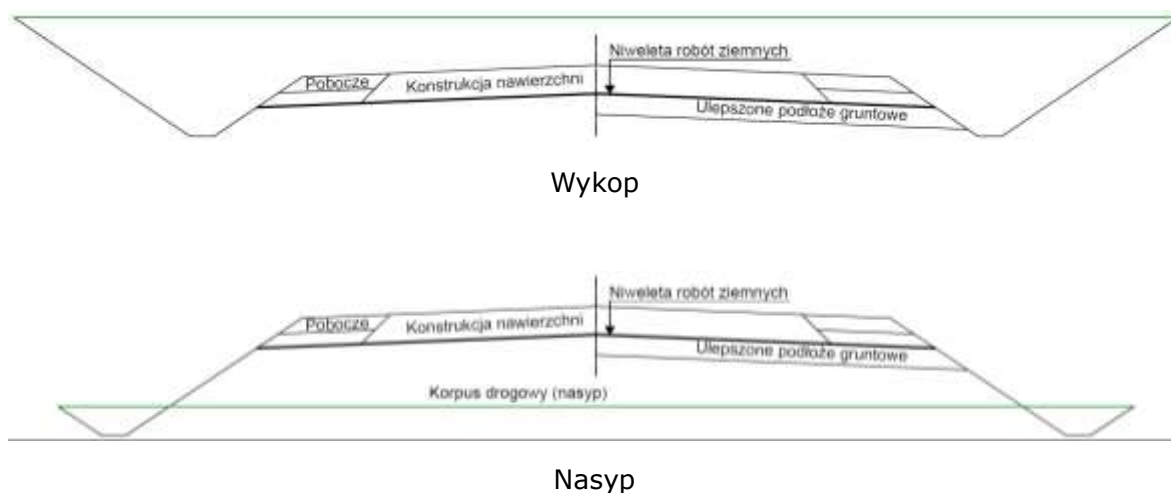 Niweleta robót ziemnych
Pobocze
Konstrukcja nawierzchni
Ulepszone podłoże gruntowe
Wykop
Niweleta robót ziemnych
Pobocze
Konstrukcja nawierzchni
Ulepszone podłoże gruntowe
Korpus drogowy (nasyp)
Nasyp